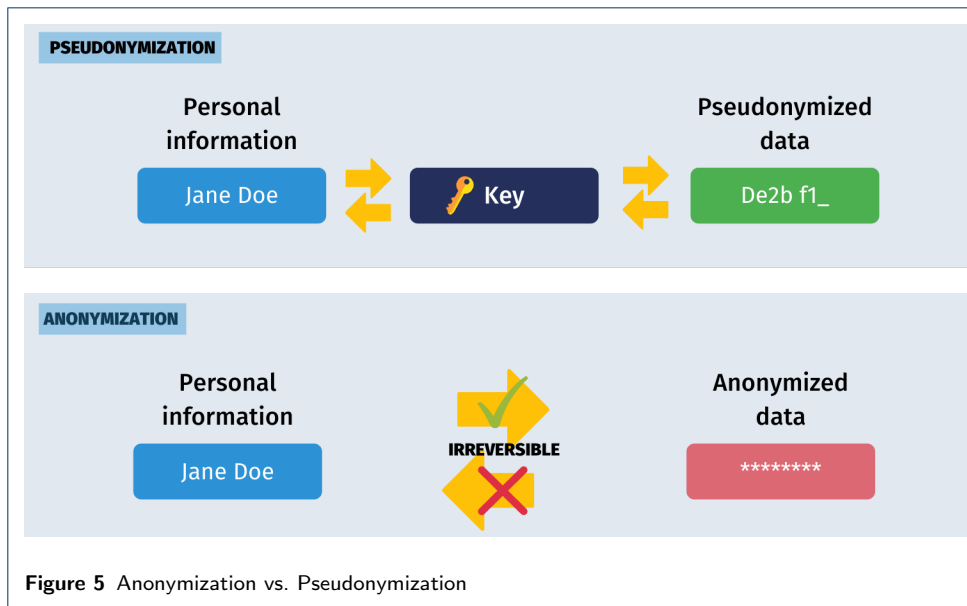 PSEUDONYMIZATION
Personal
information
Pseudonymized
data
Jane Doe
Key
De2b f1_
ANONYMIZATION
Personal
information
Anonymized
data
IRREVERSIBLE
Jane Doe
********
Figure 5 Anonymization vs. Pseudonymization